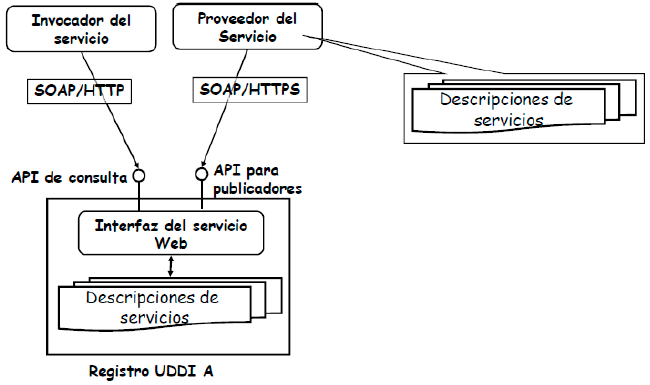 Invocador del
servicio
Proveedor del
Servicio
SOAP/HTTP
SOAP/HTTPS
Descripciones de
servicios
API de consulta
API para
publicadores
Interfaz del servicio
Web
Descripciones de
servicios
Registro UDDI A